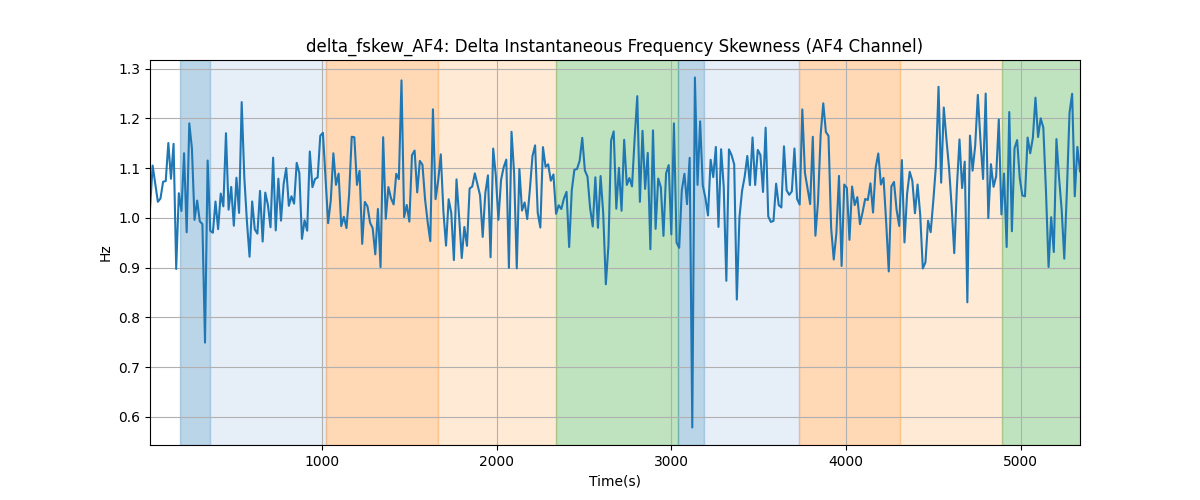 delta_fskew_AF4: Delta Instantaneous Frequency Skewness (AF4 Channel)
1.3
1.2
1.1
1.0
0.9
0.8
0.7
0.6
Hz
1000 2000 3000 4000 5000
Time(s)